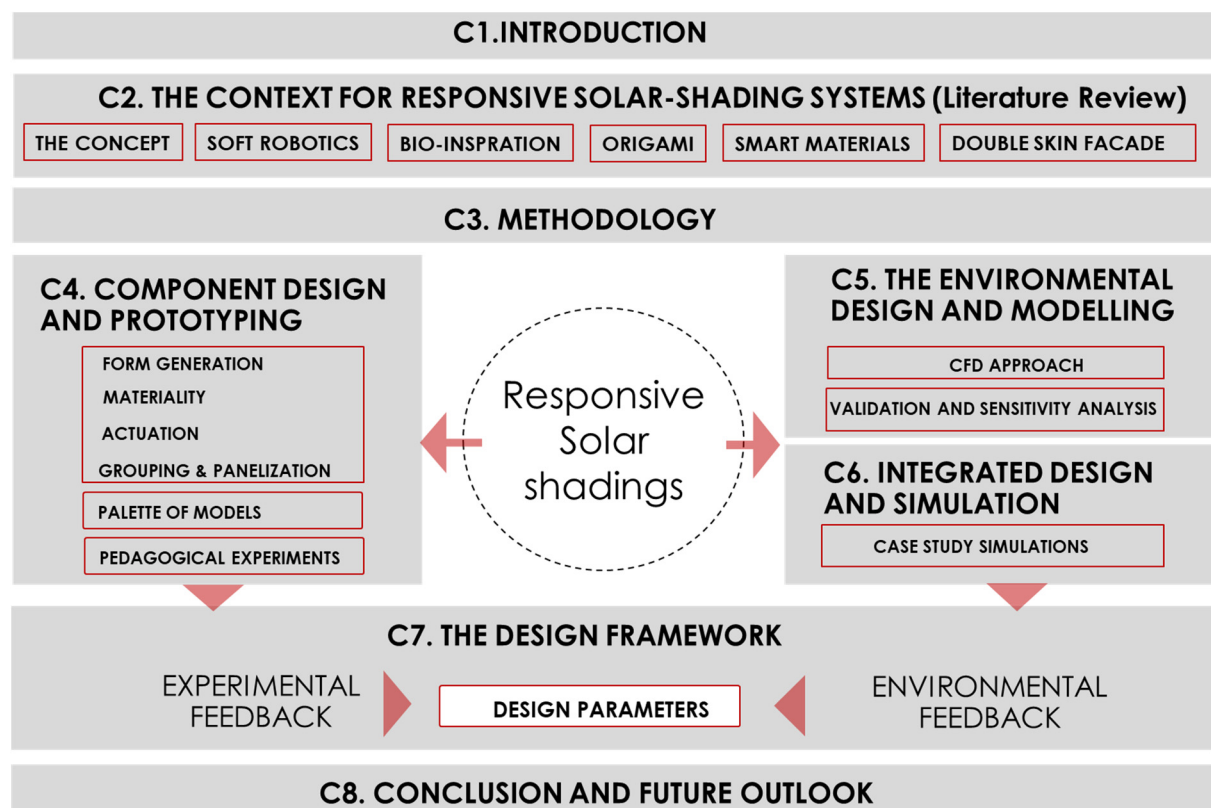 C1.INTRODUCTION
C2. THE CONTEXT FOR RESPONSIVE SOLAR-SHADING SYSTEMS (Literature Review)
THE CONCEPT
SOFT ROBOTICS
BIO-INSPRATION
ORIGAMI
SMART MATERIALS
DOUBLE SKIN FACADE
C3. METHODOLOGY
C4. COMPONENT DESIGN
AND PROTOTYPING
FORM GENERATION
MATERIALITY
ACTUATION
GROUPING & PANELIZATION
PALETTE OF MODELS
PEDAGOGICAL EXPERIMENTS
Responsive
Solar
shadings
C5. THE ENVIRONMENTAL
DESIGN AND MODELLING
CFD APPROACH
VALIDATION AND SENSITIVITY ANALYSIS
C6. INTEGRATED DESIGN
AND SIMULATION
CASE STUDY SIMULATIONS
C7. THE DESIGN FRAMEWORK
EXPERIMENTAL
FEEDBACK
DESIGN PARAMETERS
ENVIRONMENTAL
FEEDBACK
C8. CONCLUSION AND FUTURE OUTLOOK